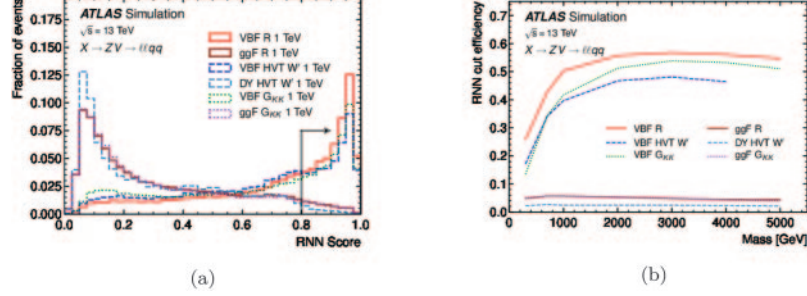 Fraction of events
0.175
0.150
0.125
0.100
0.075
0.050
0.025
0.000
ATLAS Simulation
√s = 13 TeV
X → ZV → ℓℓqq
VBF R 1 TeV
ggF R 1 TeV
VBF HVT W' 1 TeV
DY HVT W' 1 TeV
VBF GKK 1 TeV
ggF GKK 1 TeV
0.0 0.2 0.4 0.6 0.8 1.0
RNN Score
(a)
RNN cut efficiency
0.7
0.6
0.5
0.4
0.3
0.2
0.1
0.0
ATLAS Simulation
√s = 13 TeV
X → ZV → ℓℓqq
VBF R
VBF HVT W'
VBF GKK
ggF R
DY HVT W'
ggF GKK
0 1000 2000 3000 4000 5000
Mass [GeV]
(b)